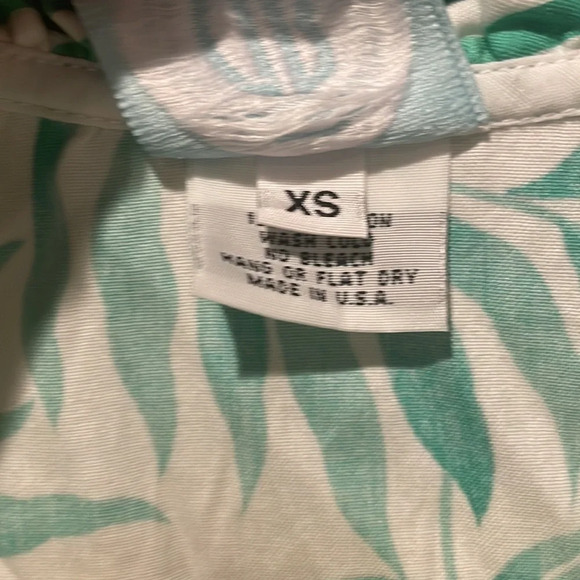 XS
WASH COLD
NO BLEACH
HANG OR FLAT DRY
MADE IN U.S.A.